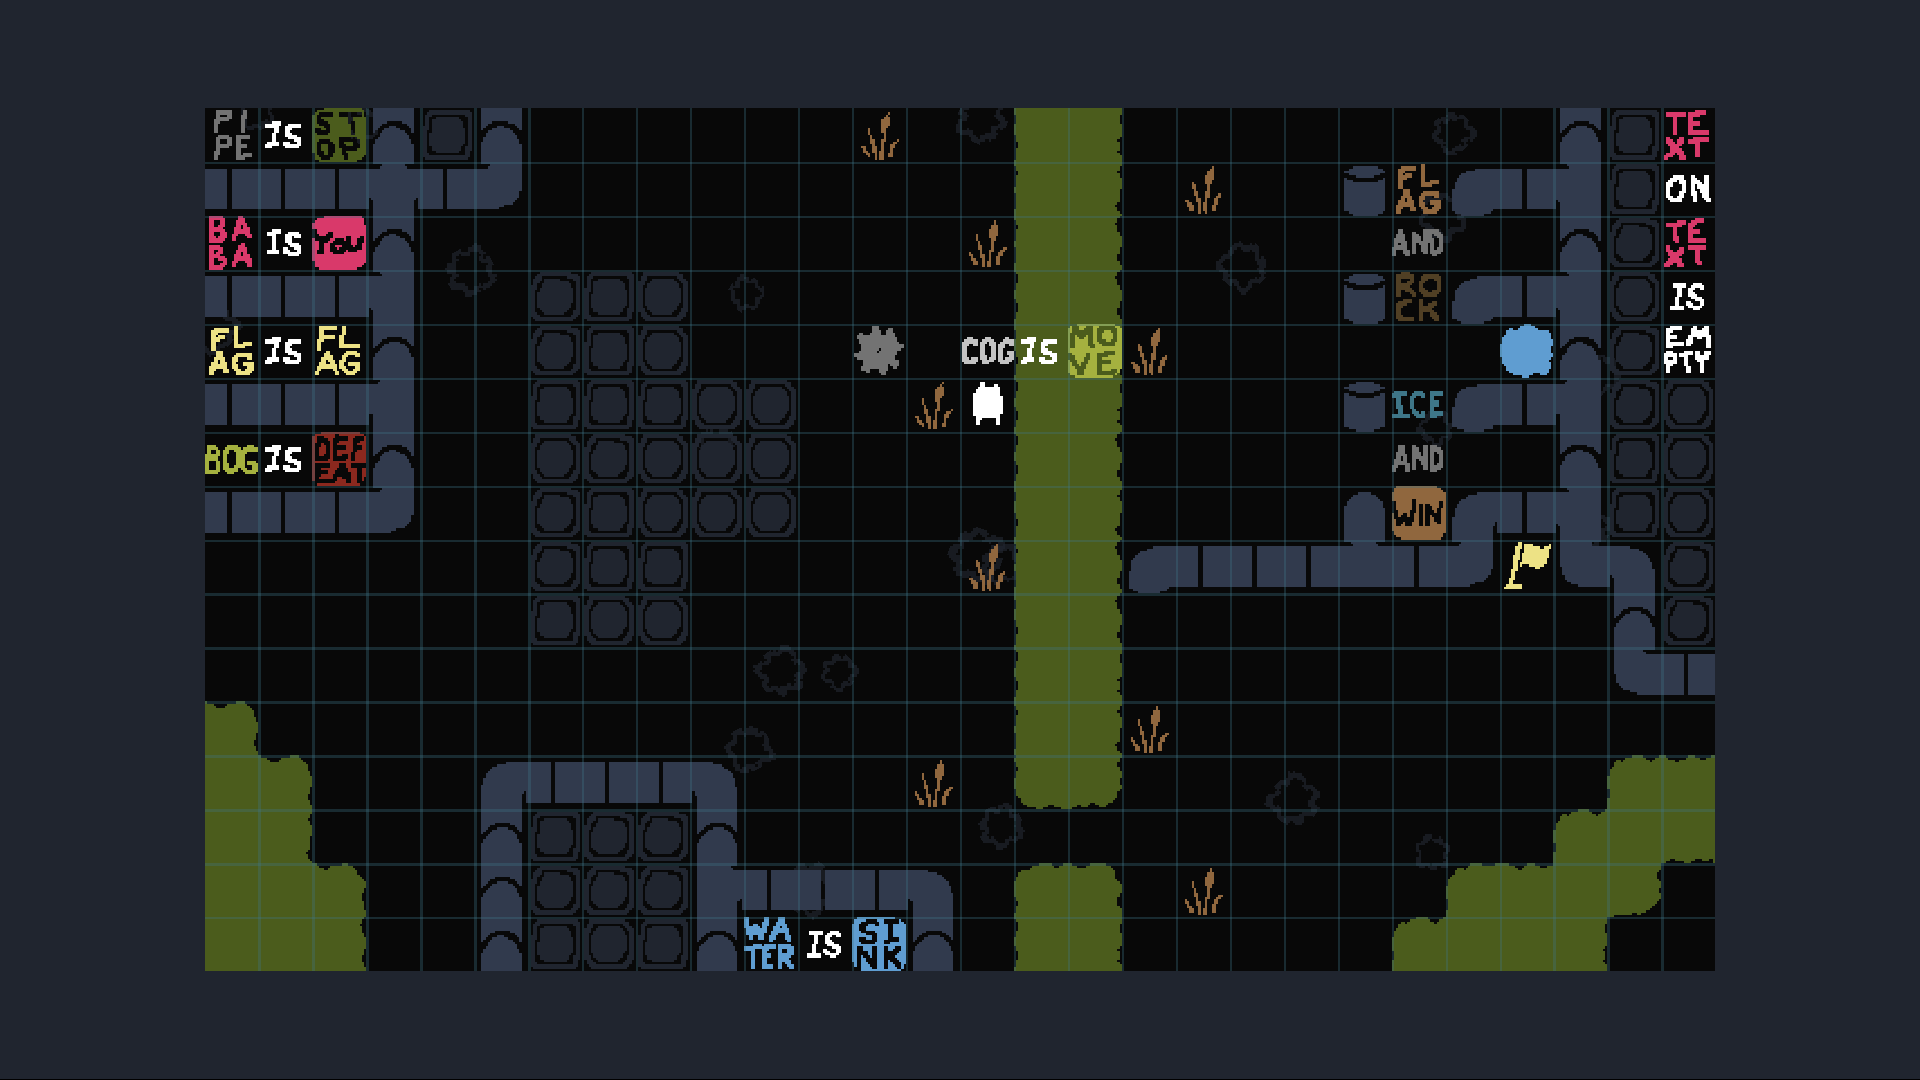 PIPE IS STOP
TEXT
FLAG
ON
BABA IS YOU
AND
TEXT
ROCK
IS
FLAG IS FLAG
COG IS MOVE
EMPTY
ICE
BOG IS DEFEAT
AND
WIN
WATER IS SINK